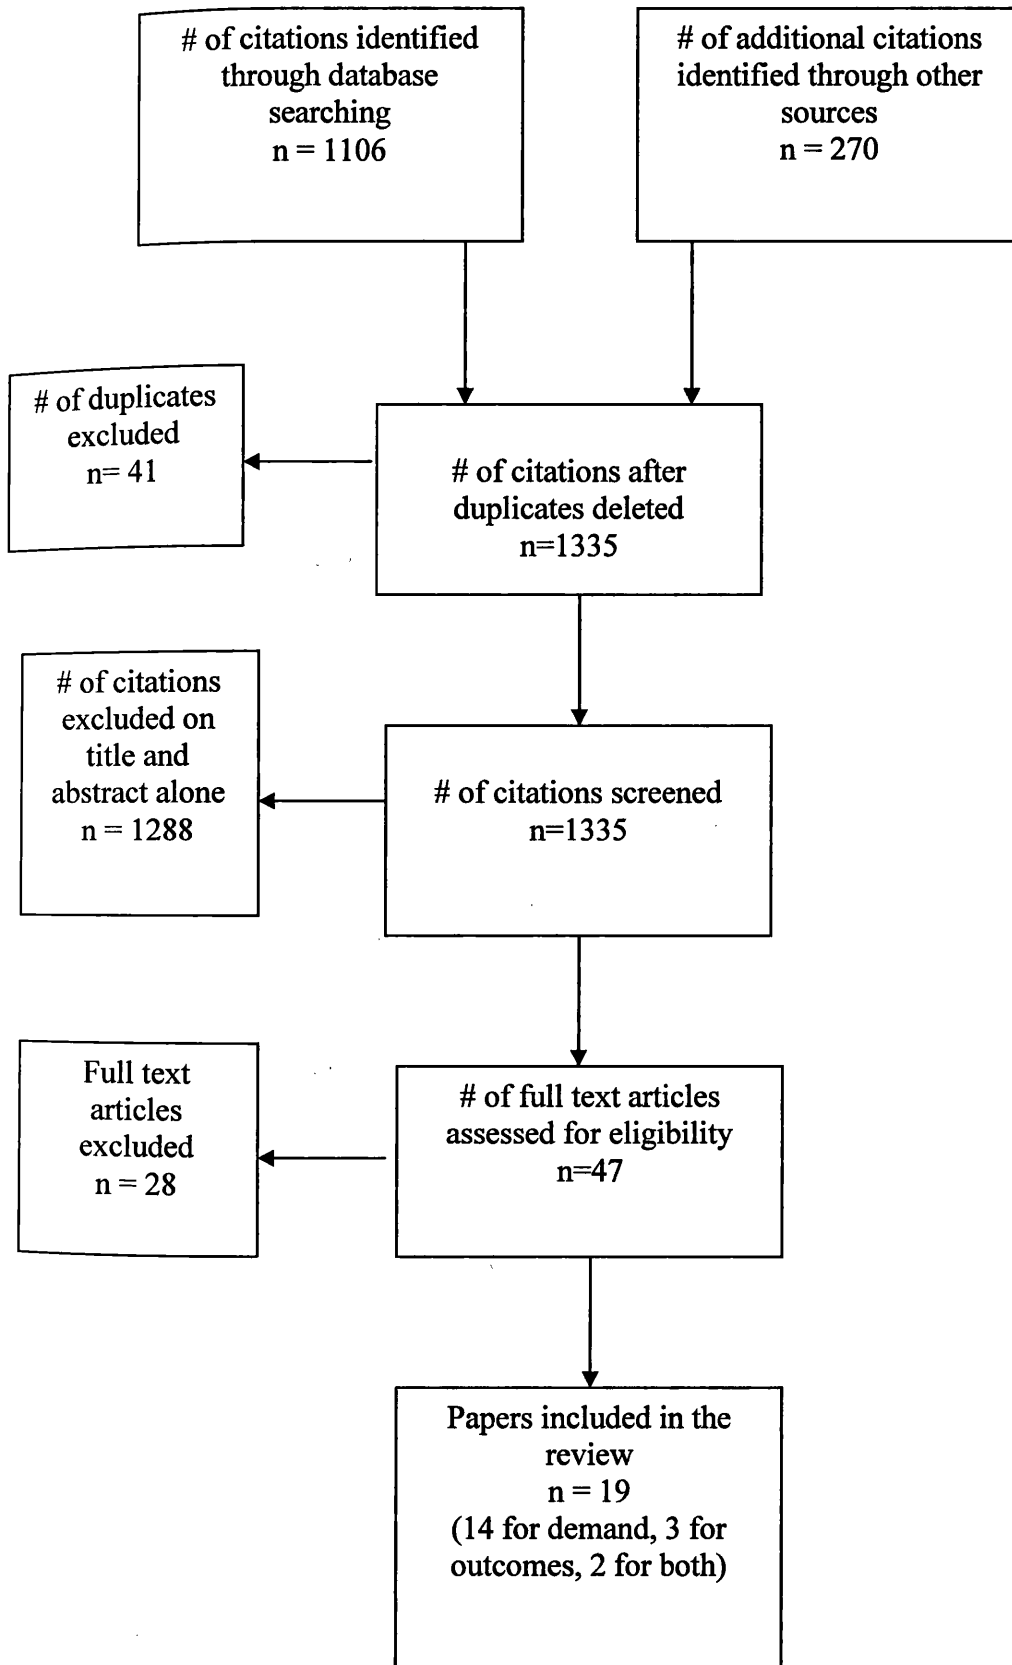 # of citations identified
through database
searching
n = 1106
# of additional citations
identified through other
sources
n = 270
# of duplicates
excluded
n= 41
# of citations after
duplicates deleted
n=1335
# of citations
excluded on
title and
abstract alone
n = 1288
# of citations screened
n=1335
Full text
articles
excluded
n = 28
# of full text articles
assessed for eligibility
n=47
Papers included in the
review
n = 19
(14 for demand, 3 for
outcomes, 2 for both)